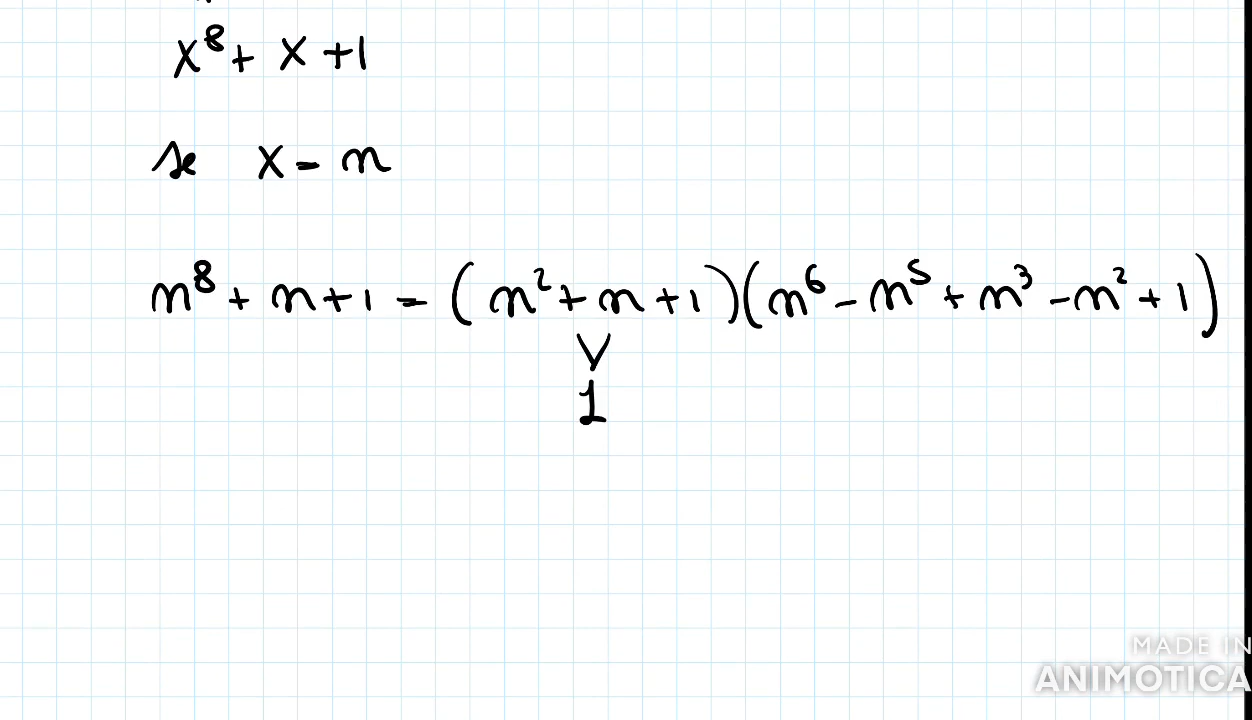 x⁸ + x + 1
se x = n
n⁸ + n + 1 = (n² + n + 1)(n⁶ - n⁵ + n³ - n² + 1)
V
1
MADE IN
ANIMOTICA